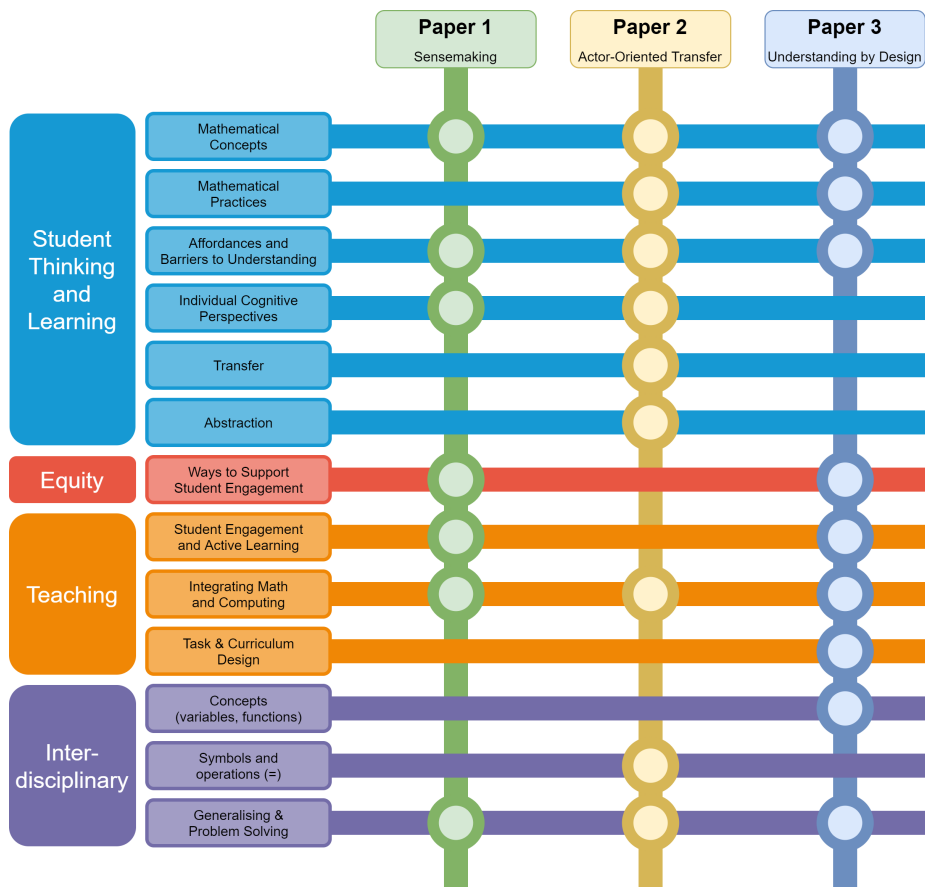 Paper 1
Sensemaking
Paper 2
Actor-Oriented Transfer
Paper 3
Understanding by Design
Student
Thinking
and
Learning
Mathematical
Concepts
Mathematical
Practices
Affordances and
Barriers to Understanding
Individual Cognitive
Perspectives
Transfer
Abstraction
Equity
Ways to Support
Student Engagement
Teaching
Student Engagement
and Active Learning
Integrating Math
and Computing
Task & Curriculum
Design
Inter-
disciplinary
Concepts
(variables, functions)
Symbols and
operations (=)
Generalising &
Problem Solving